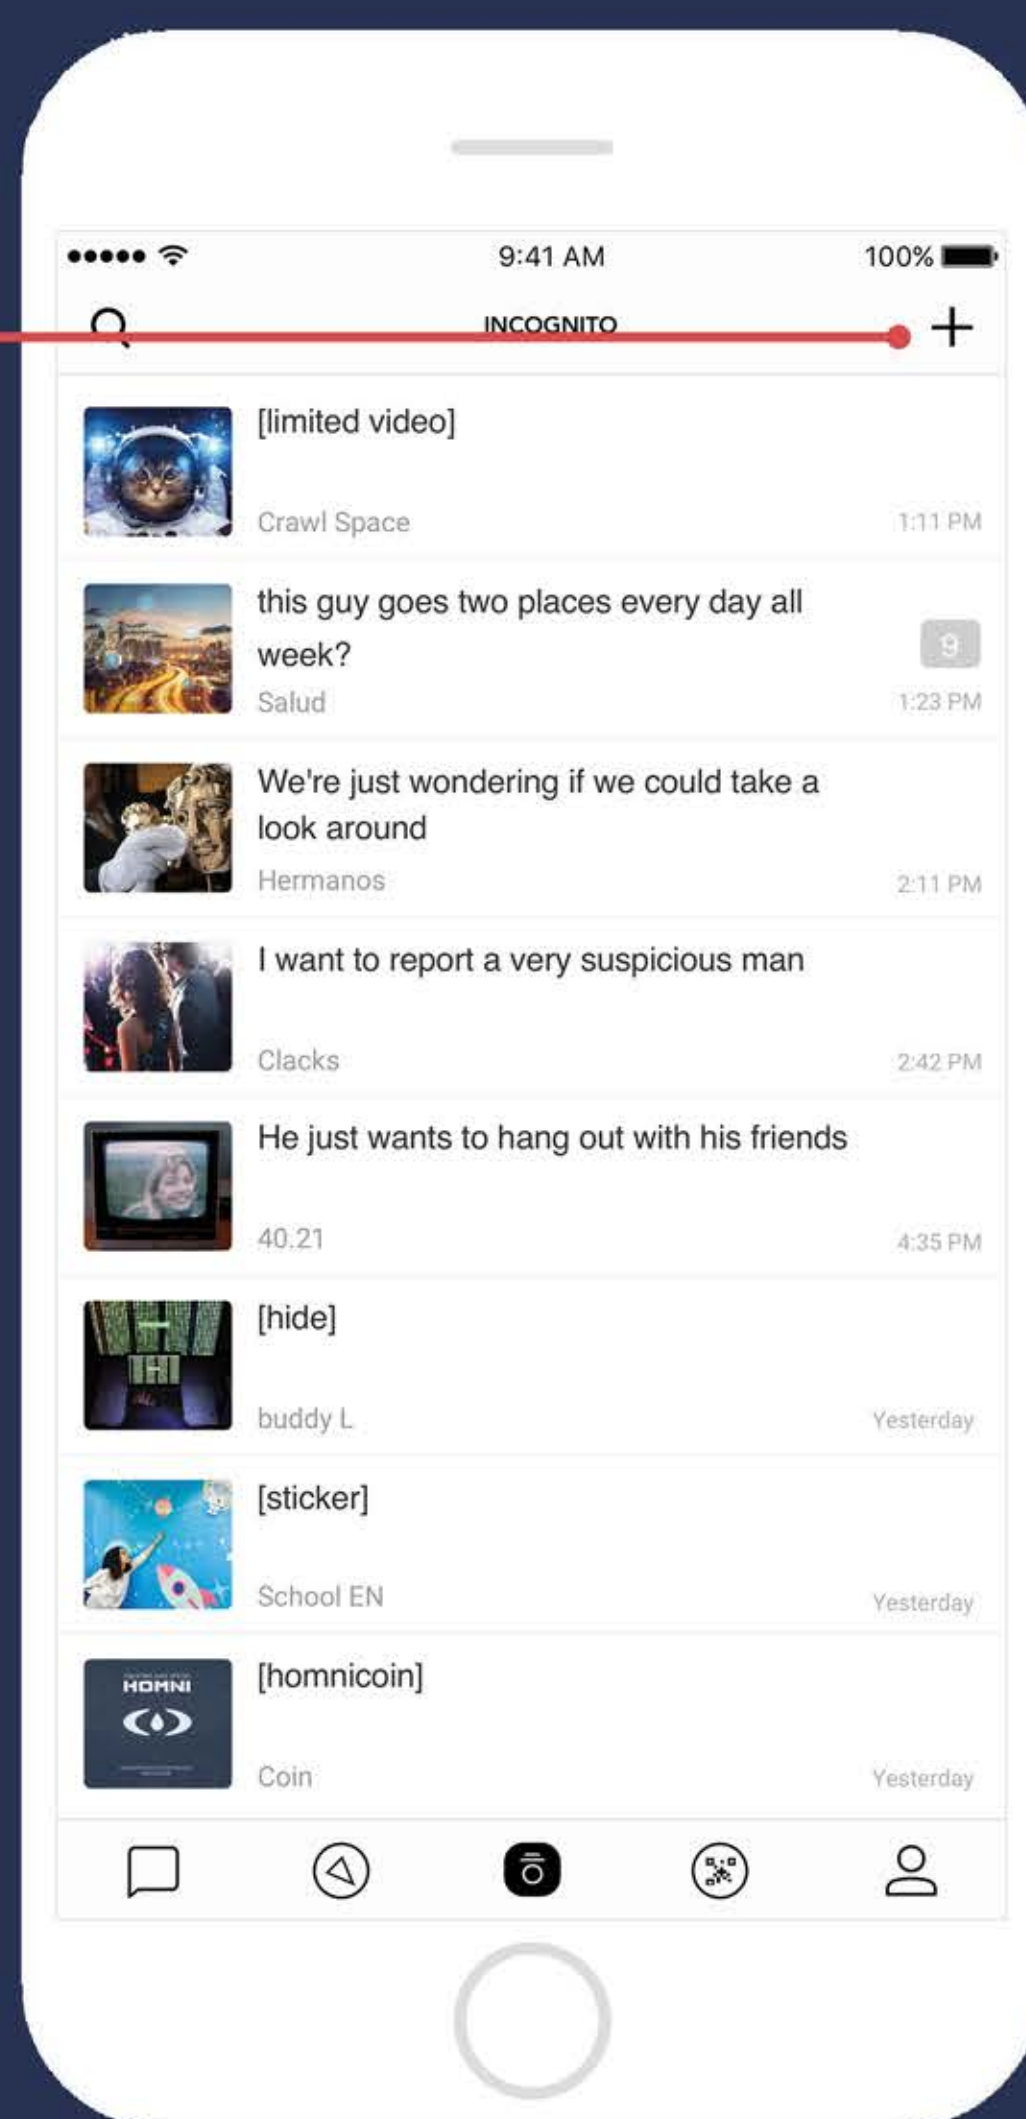 9:41 AM
100%
INCOGNITO
[limited video]
Crawl Space
1:11 PM
this guy goes two places every day all
week?
9
Salud
1:23 PM
We're just wondering if we could take a
look around
Hermanos
2:11 PM
I want to report a very suspicious man
Clacks
2:42 PM
He just wants to hang out with his friends
40.21
4:35 PM
[hide]
buddy L
Yesterday
[sticker]
School EN
Yesterday
HOMNI
[homnicoin]
Coin
Yesterday